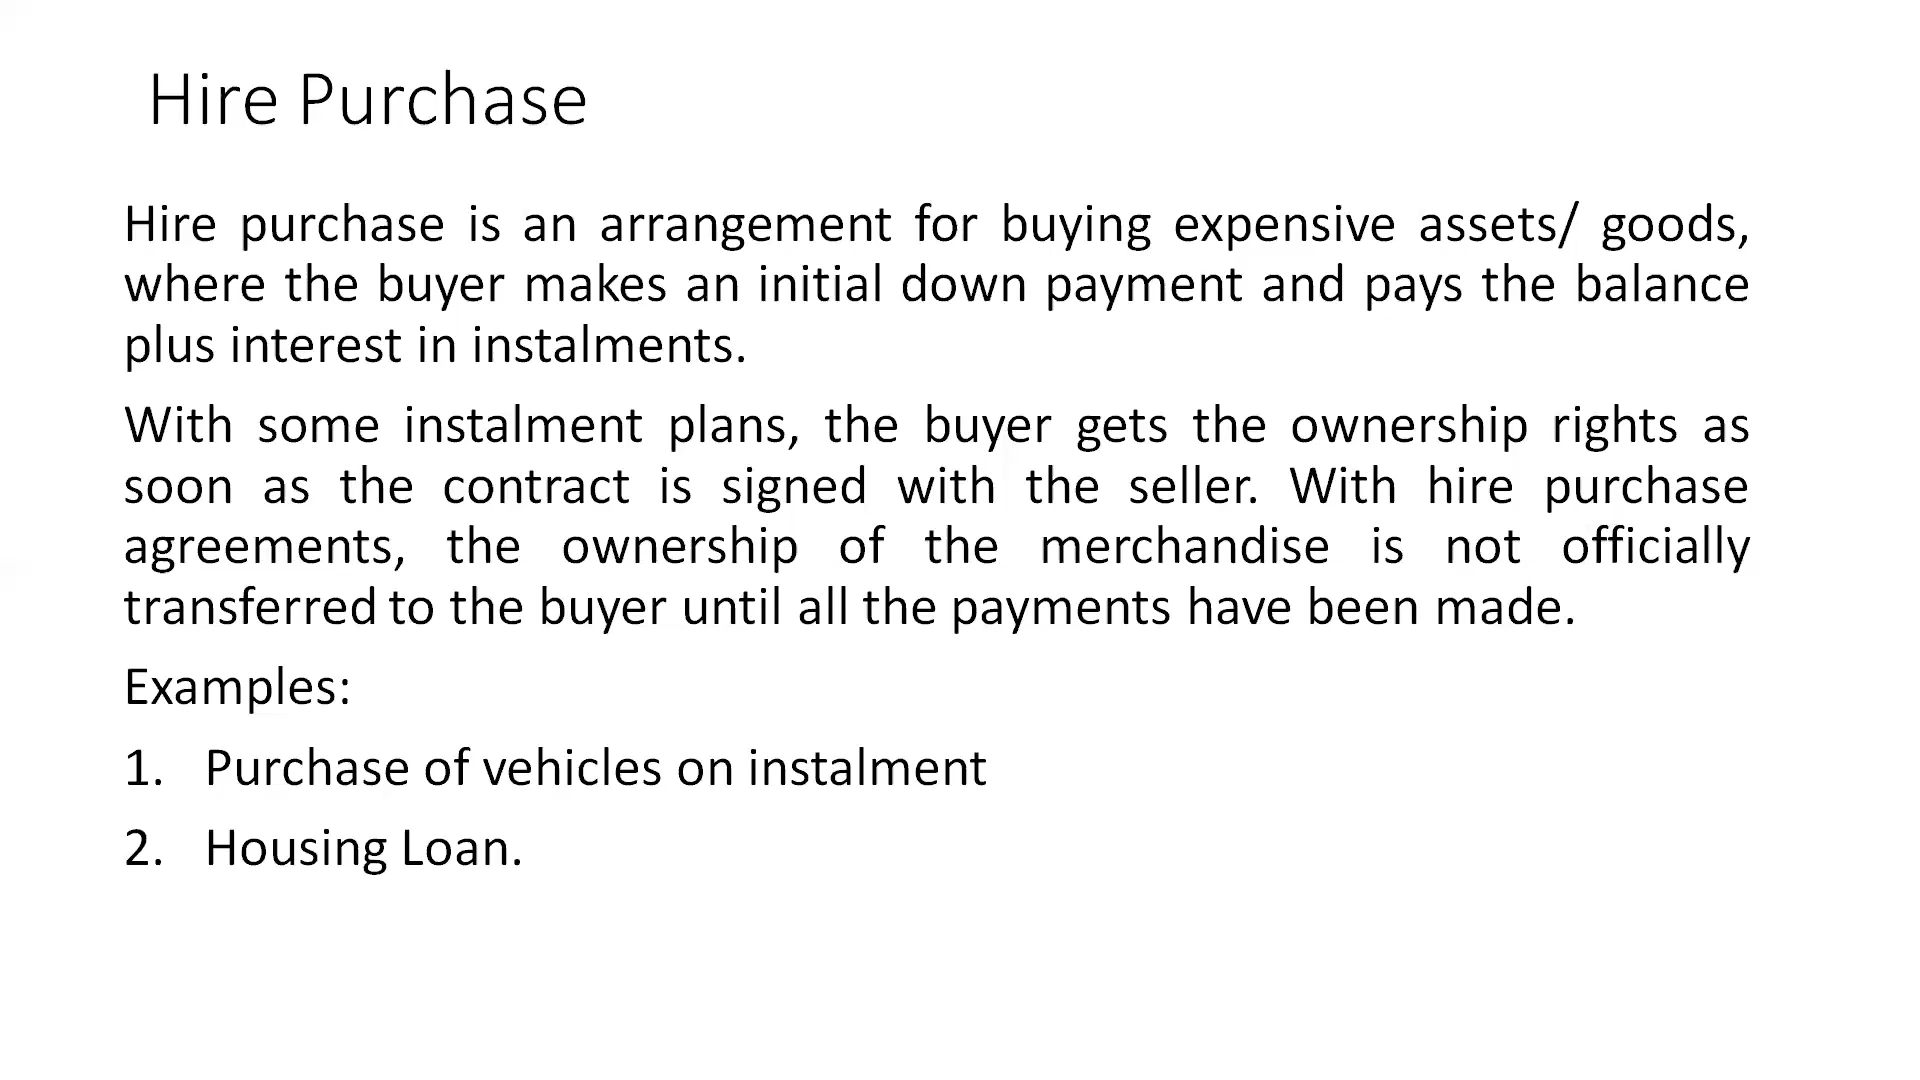 Hire Purchase
Hire purchase is an arrangement for buying expensive assets/ goods,
where the buyer makes an initial down payment and pays the balance
plus interest in instalments.
With some instalment plans, the buyer gets the ownership rights as
soon as the contract is signed with the seller. With hire purchase
agreements, the ownership of the merchandise is not officially
transferred to the buyer until all the payments have been made.
Examples:
1. Purchase of vehicles on instalment
2. Housing Loan.